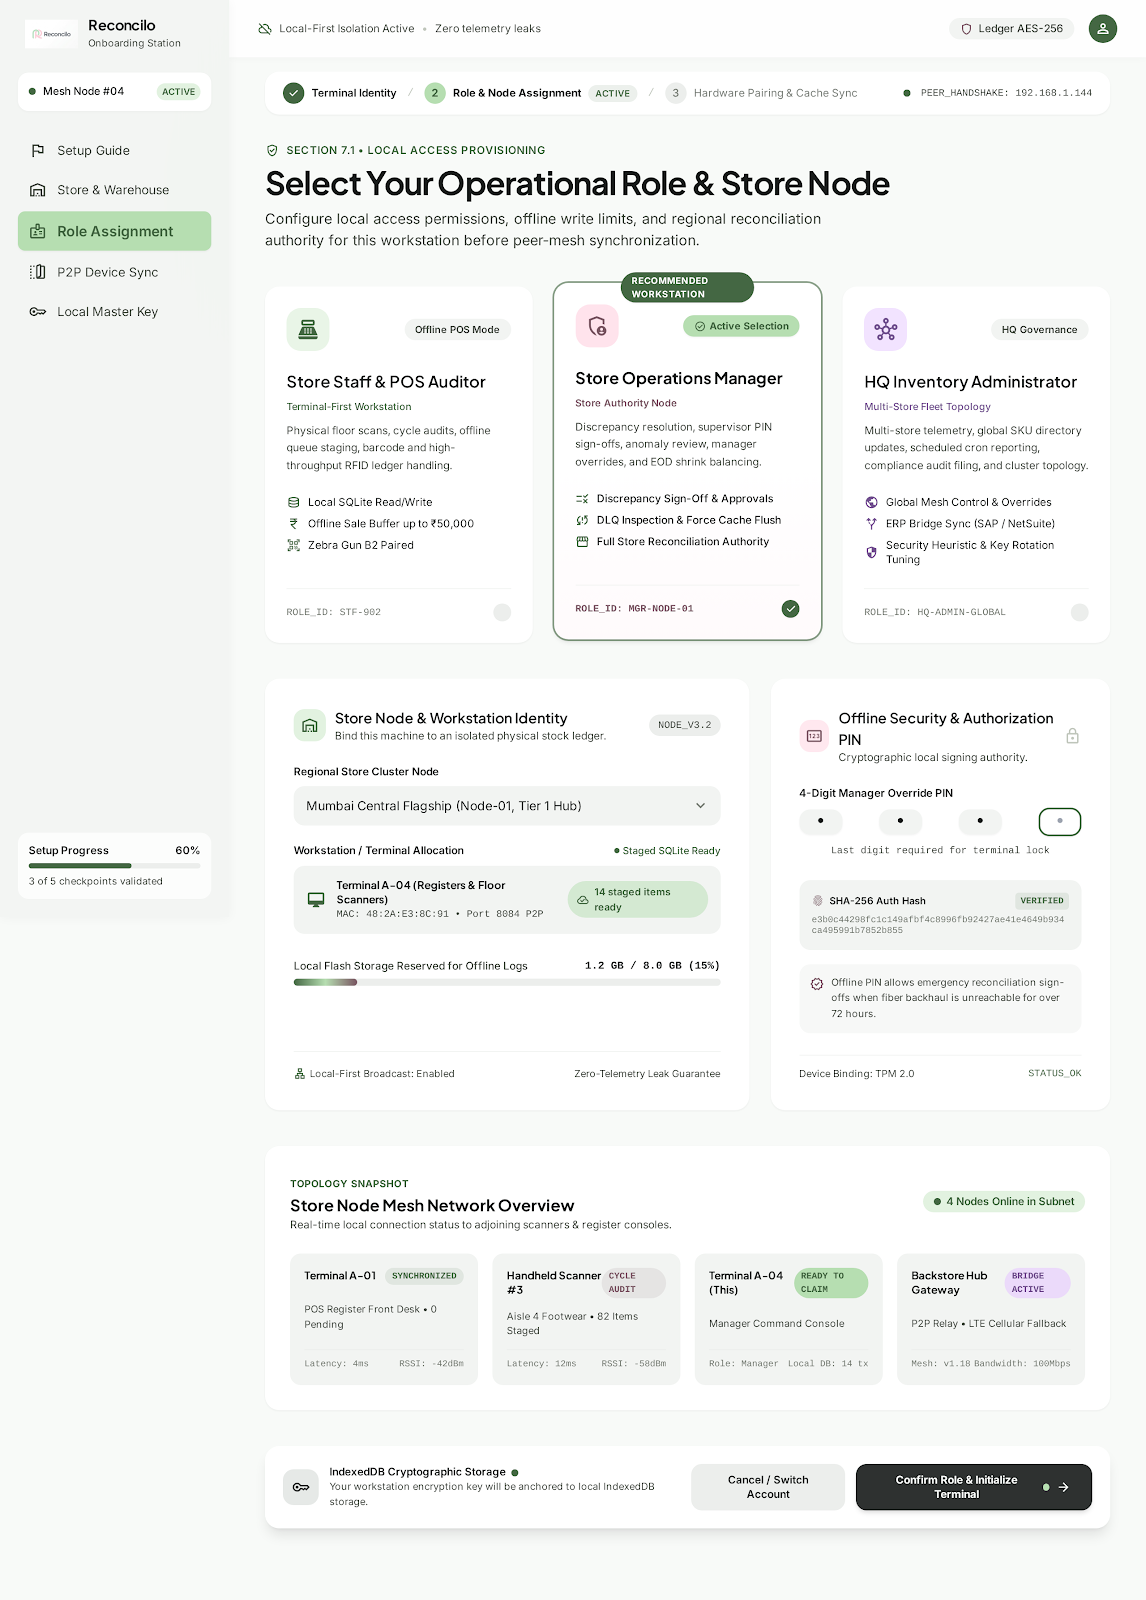 Reconcilo
Reconcilo
Onboarding Station
Mesh Node #04
ACTIVE
Setup Guide
Store & Warehouse
Role Assignment
P2P Device Sync
Local Master Key
Setup Progress
60%
3 of 5 checkpoints validated
Local-First Isolation Active • Zero telemetry leaks
Ledger AES-256
Terminal Identity / 2 Role & Node Assignment ACTIVE / 3 Hardware Pairing & Cache Sync
PEER_HANDSHAKE: 192.168.1.144
SECTION 7.1 • LOCAL ACCESS PROVISIONING
Select Your Operational Role & Store Node
Configure local access permissions, offline write limits, and regional reconciliation
authority for this workstation before peer-mesh synchronization.
Offline POS Mode
Store Staff & POS Auditor
Terminal-First Workstation
Physical floor scans, cycle audits, offline
queue staging, barcode and high-
throughput RFID ledger handling.
Local SQLite Read/Write
Offline Sale Buffer up to ₹50,000
Zebra Gun B2 Paired
ROLE_ID: STF-902
RECOMMENDED
WORKSTATION
Active Selection
Store Operations Manager
Store Authority Node
Discrepancy resolution, supervisor PIN
sign-offs, anomaly review, manager
overrides, and EOD shrink balancing.
Discrepancy Sign-Off & Approvals
DLQ Inspection & Force Cache Flush
Full Store Reconciliation Authority
ROLE_ID: MGR-NODE-01
HQ Governance
HQ Inventory Administrator
Multi-Store Fleet Topology
Multi-store telemetry, global SKU directory
updates, scheduled cron reporting,
compliance audit filing, and cluster topology.
Global Mesh Control & Overrides
ERP Bridge Sync (SAP / NetSuite)
Security Heuristic & Key Rotation
Tuning
ROLE_ID: HQ-ADMIN-GLOBAL
Store Node & Workstation Identity
Bind this machine to an isolated physical stock ledger.
NODE_V3.2
Regional Store Cluster Node
Mumbai Central Flagship (Node-01, Tier 1 Hub)
Workstation / Terminal Allocation
Staged SQLite Ready
Terminal A-04 (Registers & Floor
Scanners)
MAC: 48:2A:E3:8C:91 • Port 8084 P2P
14 staged items
ready
Local Flash Storage Reserved for Offline Logs
1.2 GB / 8.0 GB (15%)
Local-First Broadcast: Enabled
Zero-Telemetry Leak Guarantee
123
Offline Security & Authorization
PIN
Cryptographic local signing authority.
4-Digit Manager Override PIN
• • • •
Last digit required for terminal lock
SHA-256 Auth Hash
VERIFIED
e3b0c44298fc1c149afbf4c8996fb92427ae41e4649b934
ca495991b7852b855
Offline PIN allows emergency reconciliation sign-
offs when fiber backhaul is unreachable for over
72 hours.
Device Binding: TPM 2.0
STATUS_OK
TOPOLOGY SNAPSHOT
Store Node Mesh Network Overview
Real-time local connection status to adjoining scanners & register consoles.
4 Nodes Online in Subnet
Terminal A-01
SYNCHRONIZED
POS Register Front Desk • 0
Pending
Latency: 4ms
RSSI: -42dBm
Handheld Scanner
#3
CYCLE
AUDIT
Aisle 4 Footwear • 82 Items
Staged
Latency: 12ms
RSSI: -58dBm
Terminal A-04
(This)
READY TO
CLAIM
Manager Command Console
Role: Manager
Local DB: 14 tx
Backstore Hub
Gateway
BRIDGE
ACTIVE
P2P Relay • LTE Cellular Fallback
Mesh: v1.18
Bandwidth: 100Mbps
IndexedDB Cryptographic Storage
Your workstation encryption key will be anchored to local IndexedDB
storage.
Cancel / Switch
Account
Confirm Role & Initialize
Terminal